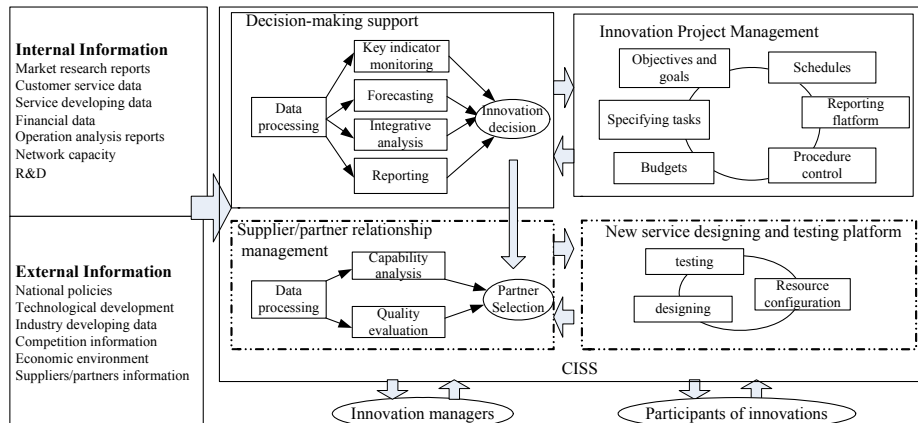 Internal Information
Market research reports
Customer service data
Service developing data
Financial data
Operation analysis reports
Network capacity
R&D
External Information
National policies
Technological development
Industry developing data
Competition information
Economic environment
Suppliers/partners information
Decision-making support
Data
processing
Key indicator
monitoring
Forecasting
Integrative
analysis
Reporting
Innovation
decision
Innovation Project Management
Objectives and
goals
Schedules
Specifying tasks
Reporting
flatform
Budgets
Procedure
control
Supplier/partner relationship
management
Data
processing
Capability
analysis
Quality
evaluation
Partner
Selection
New service designing and testing platform
testing
Resource
configuration
designing
CISS
Innovation managers
Participants of innovations